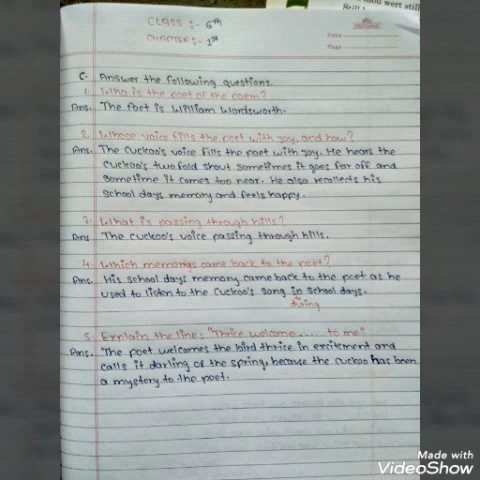 wert still
CLASS :- 6th
CHAPTER :- 1st
Date
Page
C. Answer the following questions.
1. Who is the poet of the poem?
Ans. The Poet is William Wordsworth.
2. Whose voice fills the poet with joy, and how?
Ans. The cuckoo's voice fills the poet with joy. He hears the
cuckoo's two fold shout sometimes it goes far off and
sometime it comes too near. He also recollects his
school days memory and feels happy.
3. What is passing through hills?
Ans The cuckoo's voice passing through hills.
4. Which memories came back to the poet?
Ans. His school days memory came back to the poet as he
used to listen to the cuckoo's song in school days.
during
5. Explain the line: "Thrice welcome .... to me"
Ans. The poet welcomes the bird thrice in excitement and
calls it darling of the spring, because the cuckoo has been
a mystery to the poet.
Made with
VideoShow